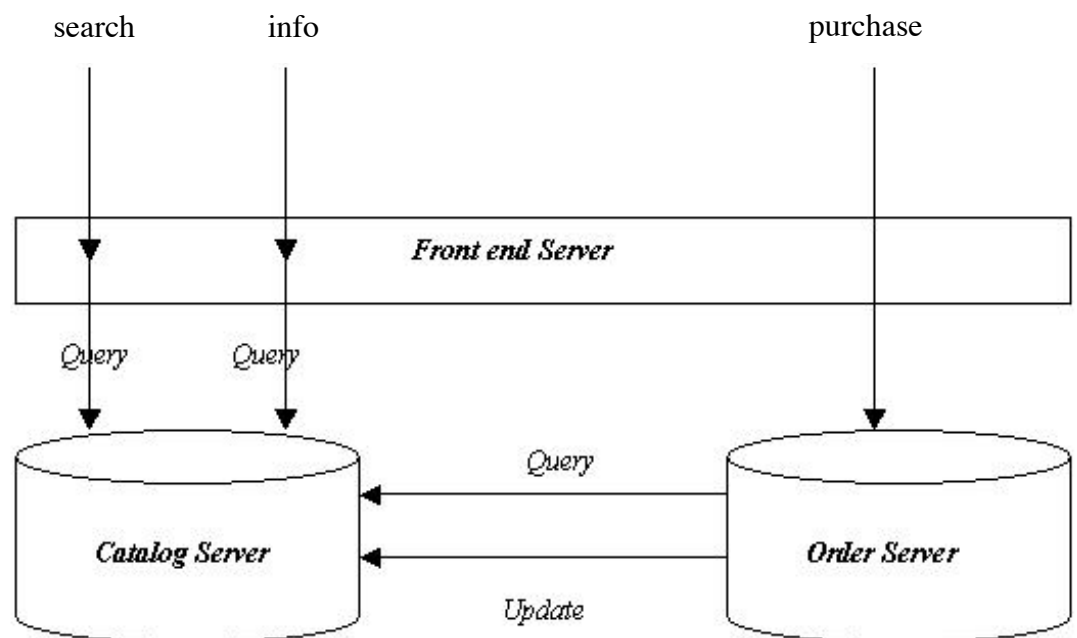 search info purchase
Front end Server
Query Query
Query
Catalog Server Order Server
Update